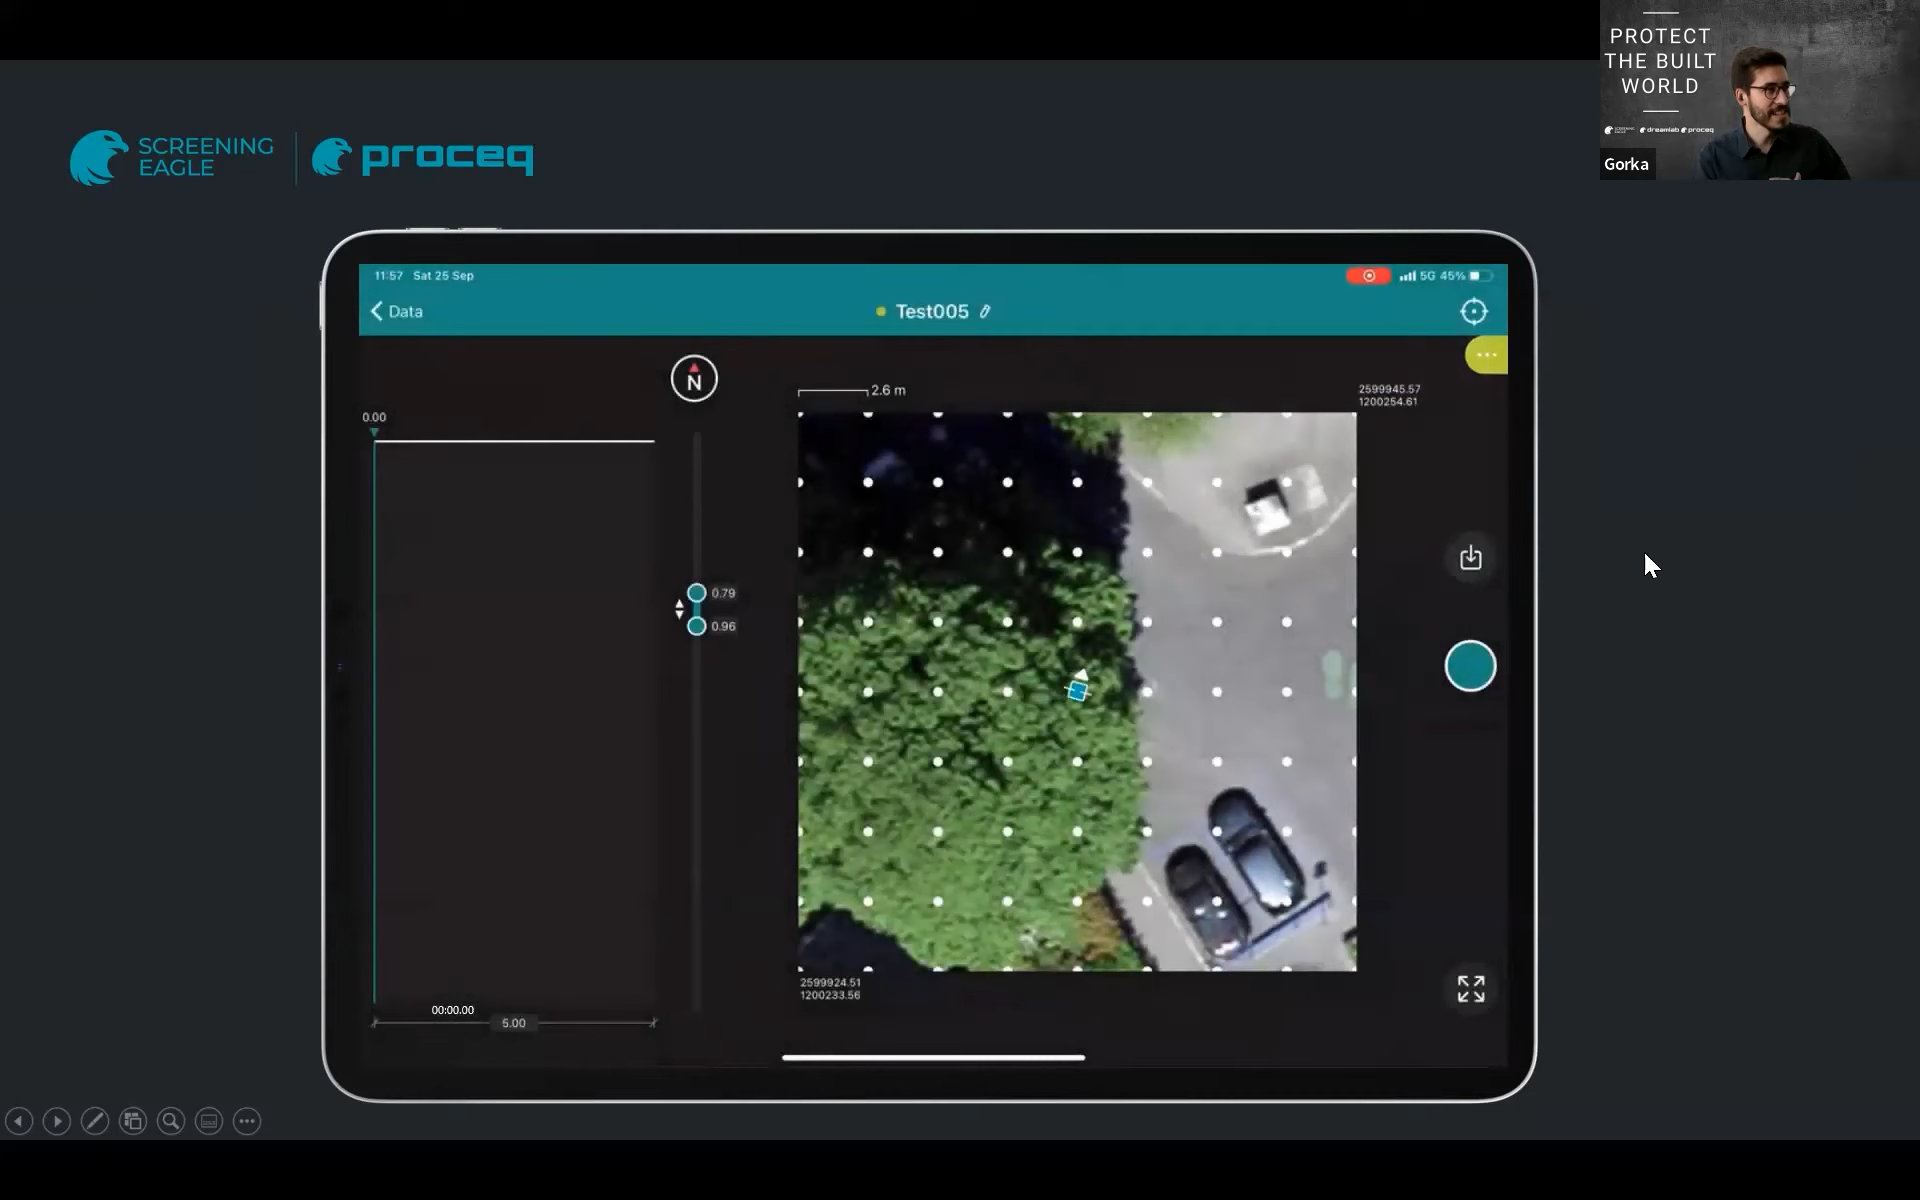 PROTECT
THE BUILT
WORLD
dreamlab proceq
Gorka
SCREENING
EAGLE
proceq
11:57 Sat 25 Sep
5G 45%
Data
Test005
N
2.6 m
2599945.57
1200254.61
0.00
0.79
0.96
2599924.51
1200233.56
00:00.00
5.00